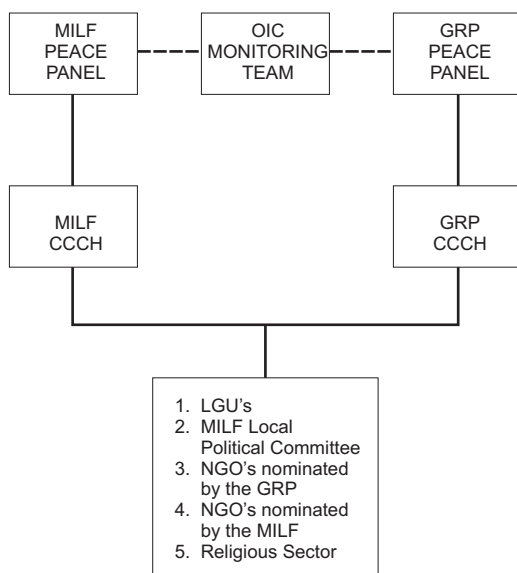 MILF
PEACE
PANEL
OIC
MONITORING
TEAM
GRP
PEACE
PANEL
MILF
CCCH
GRP
CCCH
1. LGU's
2. MILF Local
Political Committee
3. NGO's nominated
by the GRP
4. NGO's nominated
by the MILF
5. Religious Sector